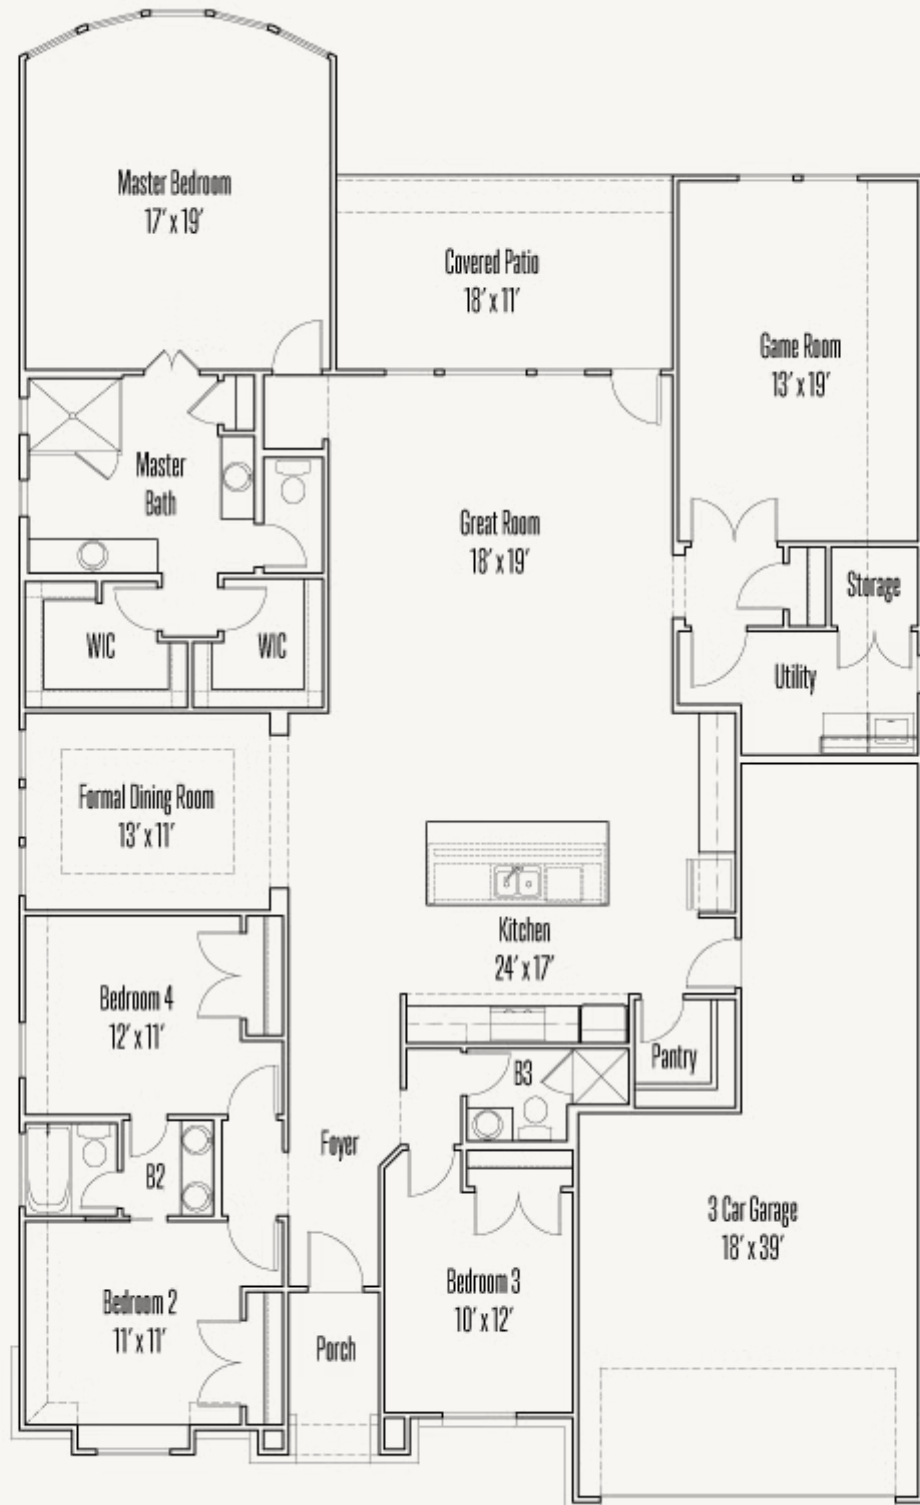 Master Bedroom
17' x 19'
Covered Patio
18' x 11'
Game Room
13' x 19'
Master
Bath
Great Room
18' x 19'
Storage
WIC
WIC
Utility
Formal Dining Room
13' x 11'
Kitchen
24' x 17'
Bedroom 4
12' x 11'
Pantry
B3
Foyer
B2
3 Car Garage
18' x 39'
Bedroom 3
10' x 12'
Bedroom 2
11' x 11'
Porch